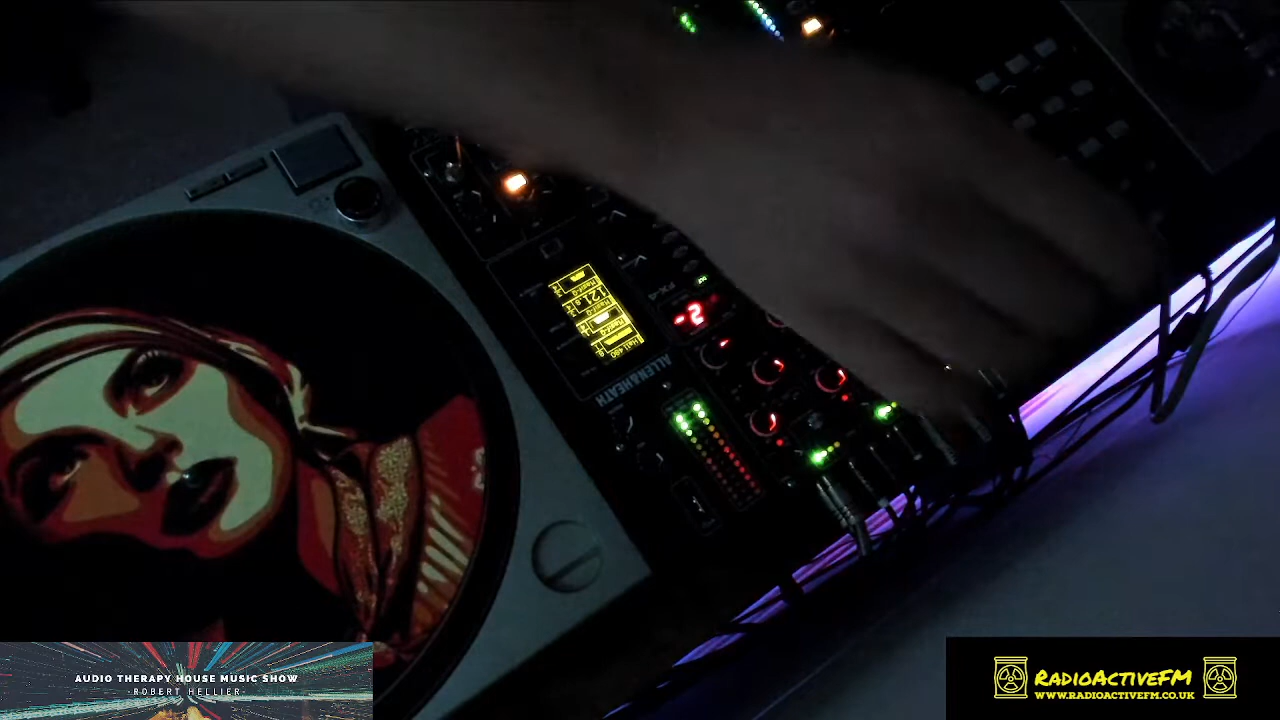 -2
ALLEN&HEATH
AUDIO THERAPY HOUSE MUSIC SHOW
-ROBERT HELLIER-
RADIOACTIVEFM
WWW.RADIOACTIVEFM.CO.UK